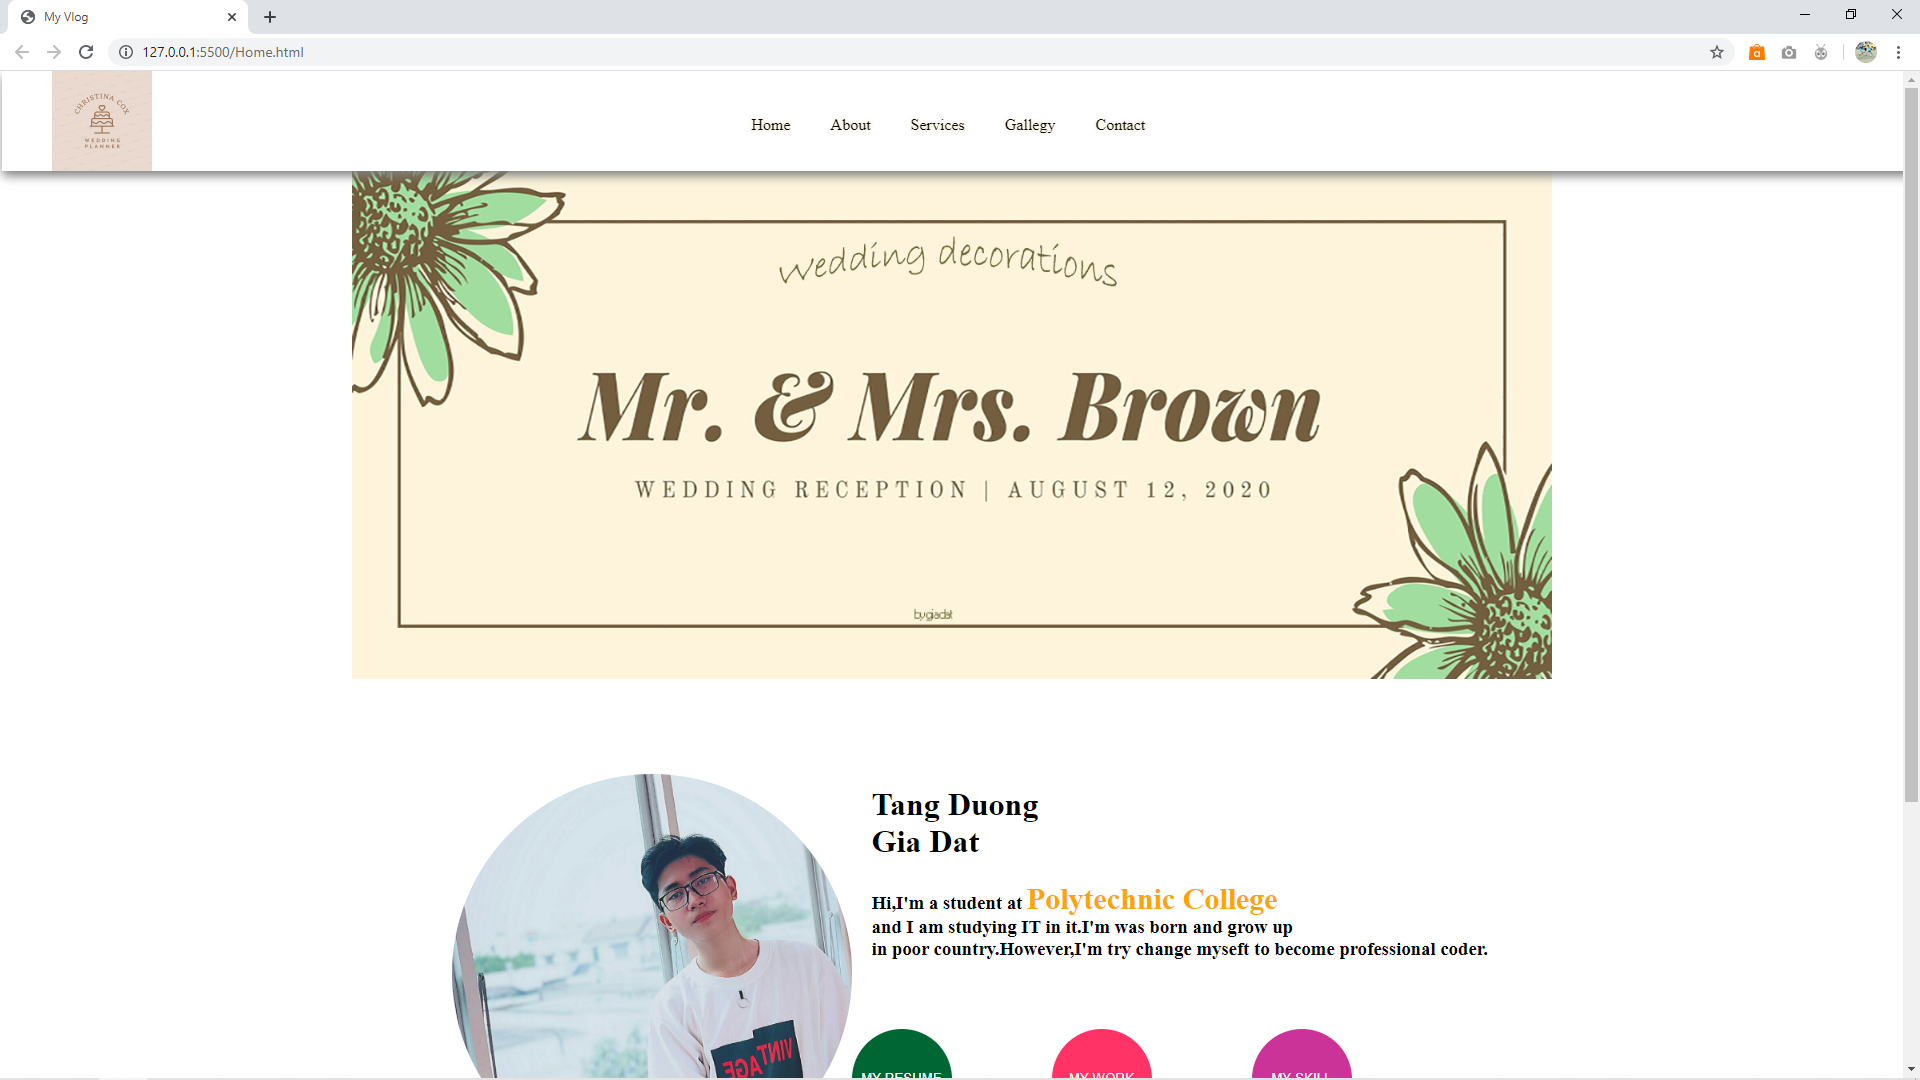 My Vlog
127.0.0.1:5500/Home.html
CHRISTINA COX
WEDDING
PLANNER
Home About Services Gallegy Contact
wedding decorations
Mr. & Mrs. Brown
WEDDING RECEPTION | AUGUST 12, 2020
bygiadat
Tang Duong
Gia Dat
Hi,I'm a student at Polytechnic College
and I am studying IT in it.I'm was born and grow up
in poor country.However,I'm try change myseft to become professional coder.
VINTAGE
MY RESUME MY WORK MY SKILL